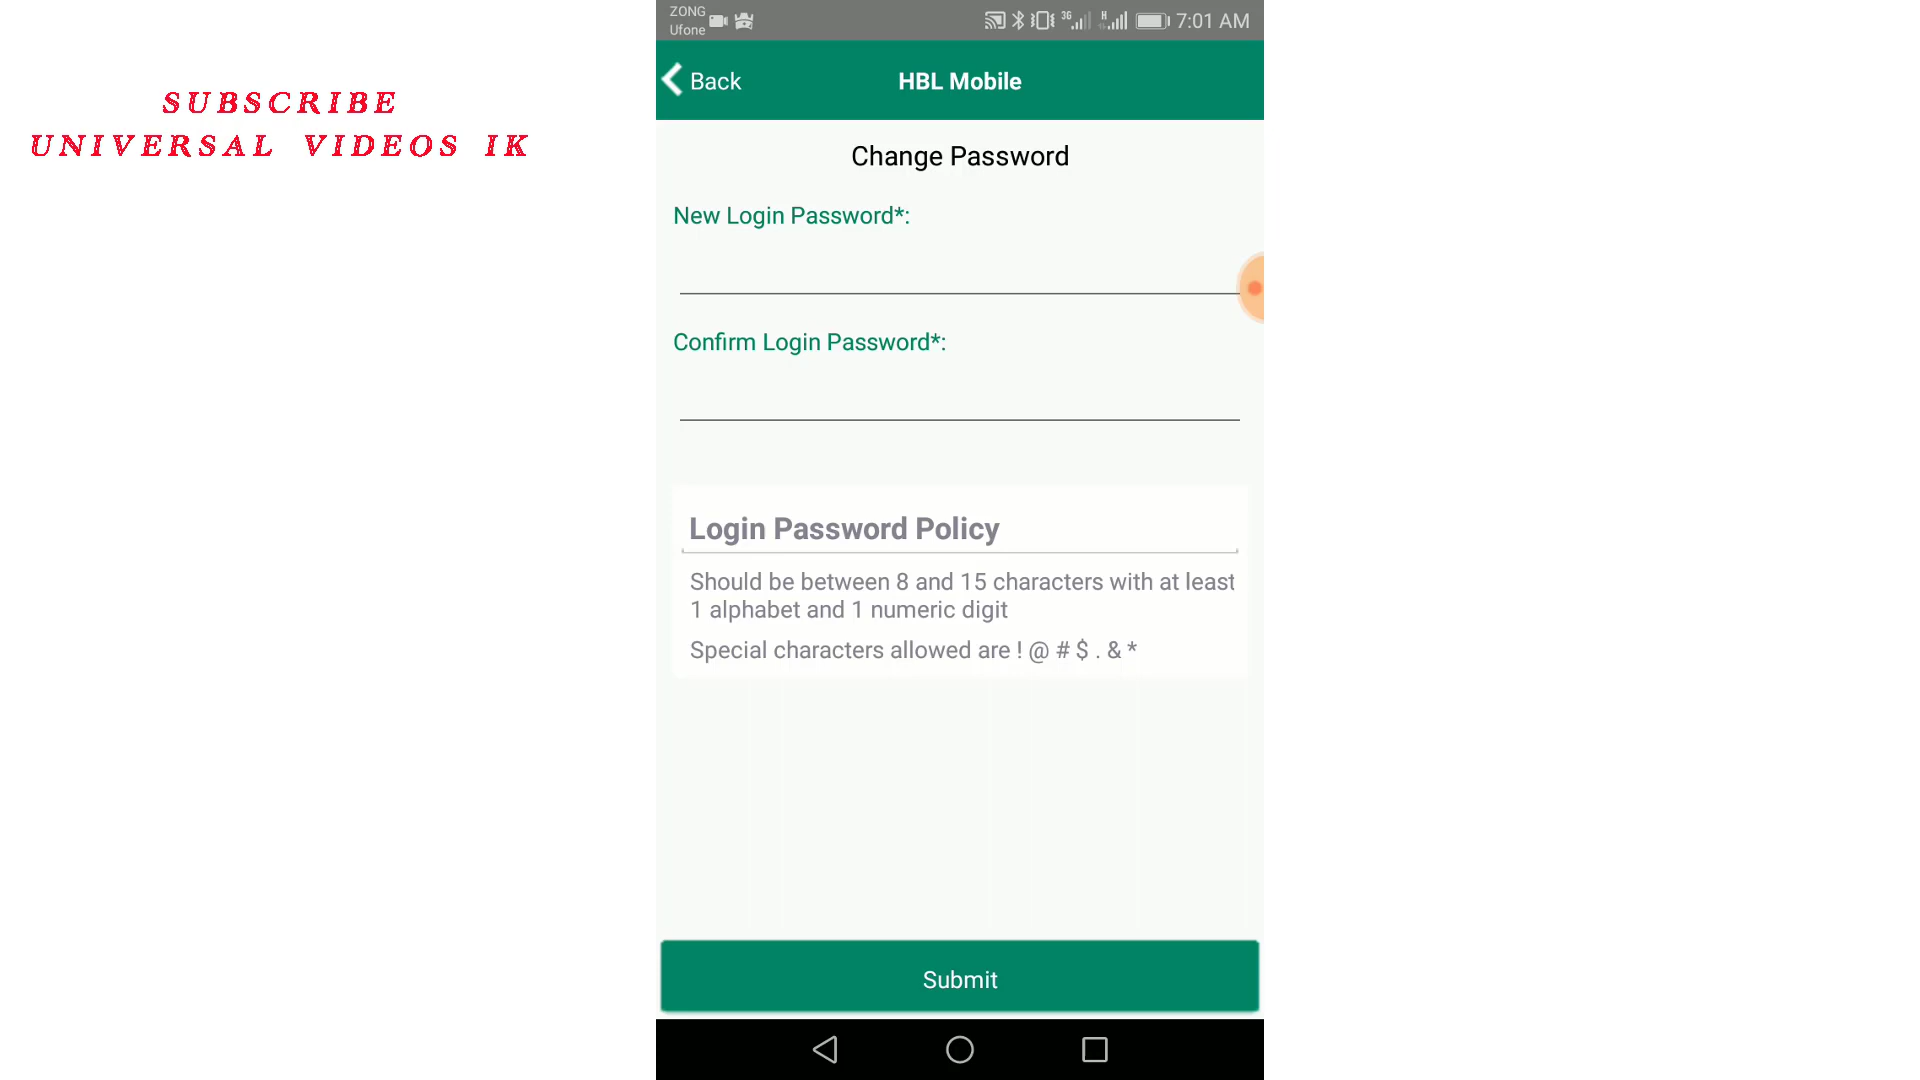 SUBSCRIBE
UNIVERSAL VIDEOS IK
ZONG
Ufone
3G
H
7:01 AM
Back
HBL Mobile
Change Password
New Login Password*:
Confirm Login Password*:
Login Password Policy
Should be between 8 and 15 characters with at least
1 alphabet and 1 numeric digit
Special characters allowed are ! @ # $ . & *
Submit